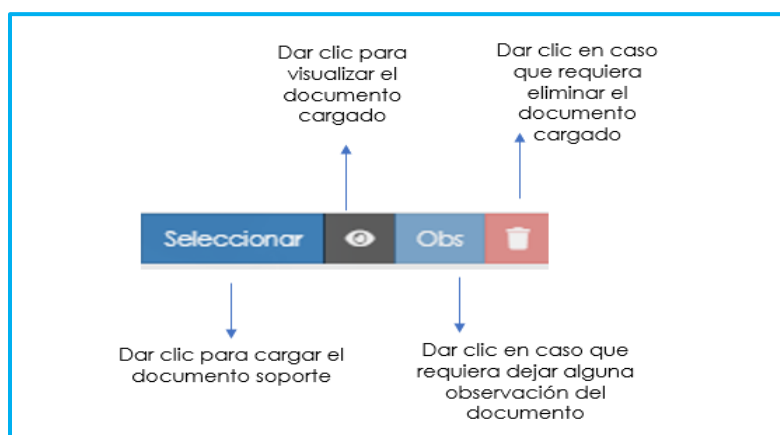 Dar clic para
visualizar el
documento
cargado
Dar clic en caso
que requiera
eliminar el
documento
cargado
Seleccionar
Obs
Dar clic para cargar el
documento soporte
Dar clic en caso que
requiera dejar alguna
observación del
documento